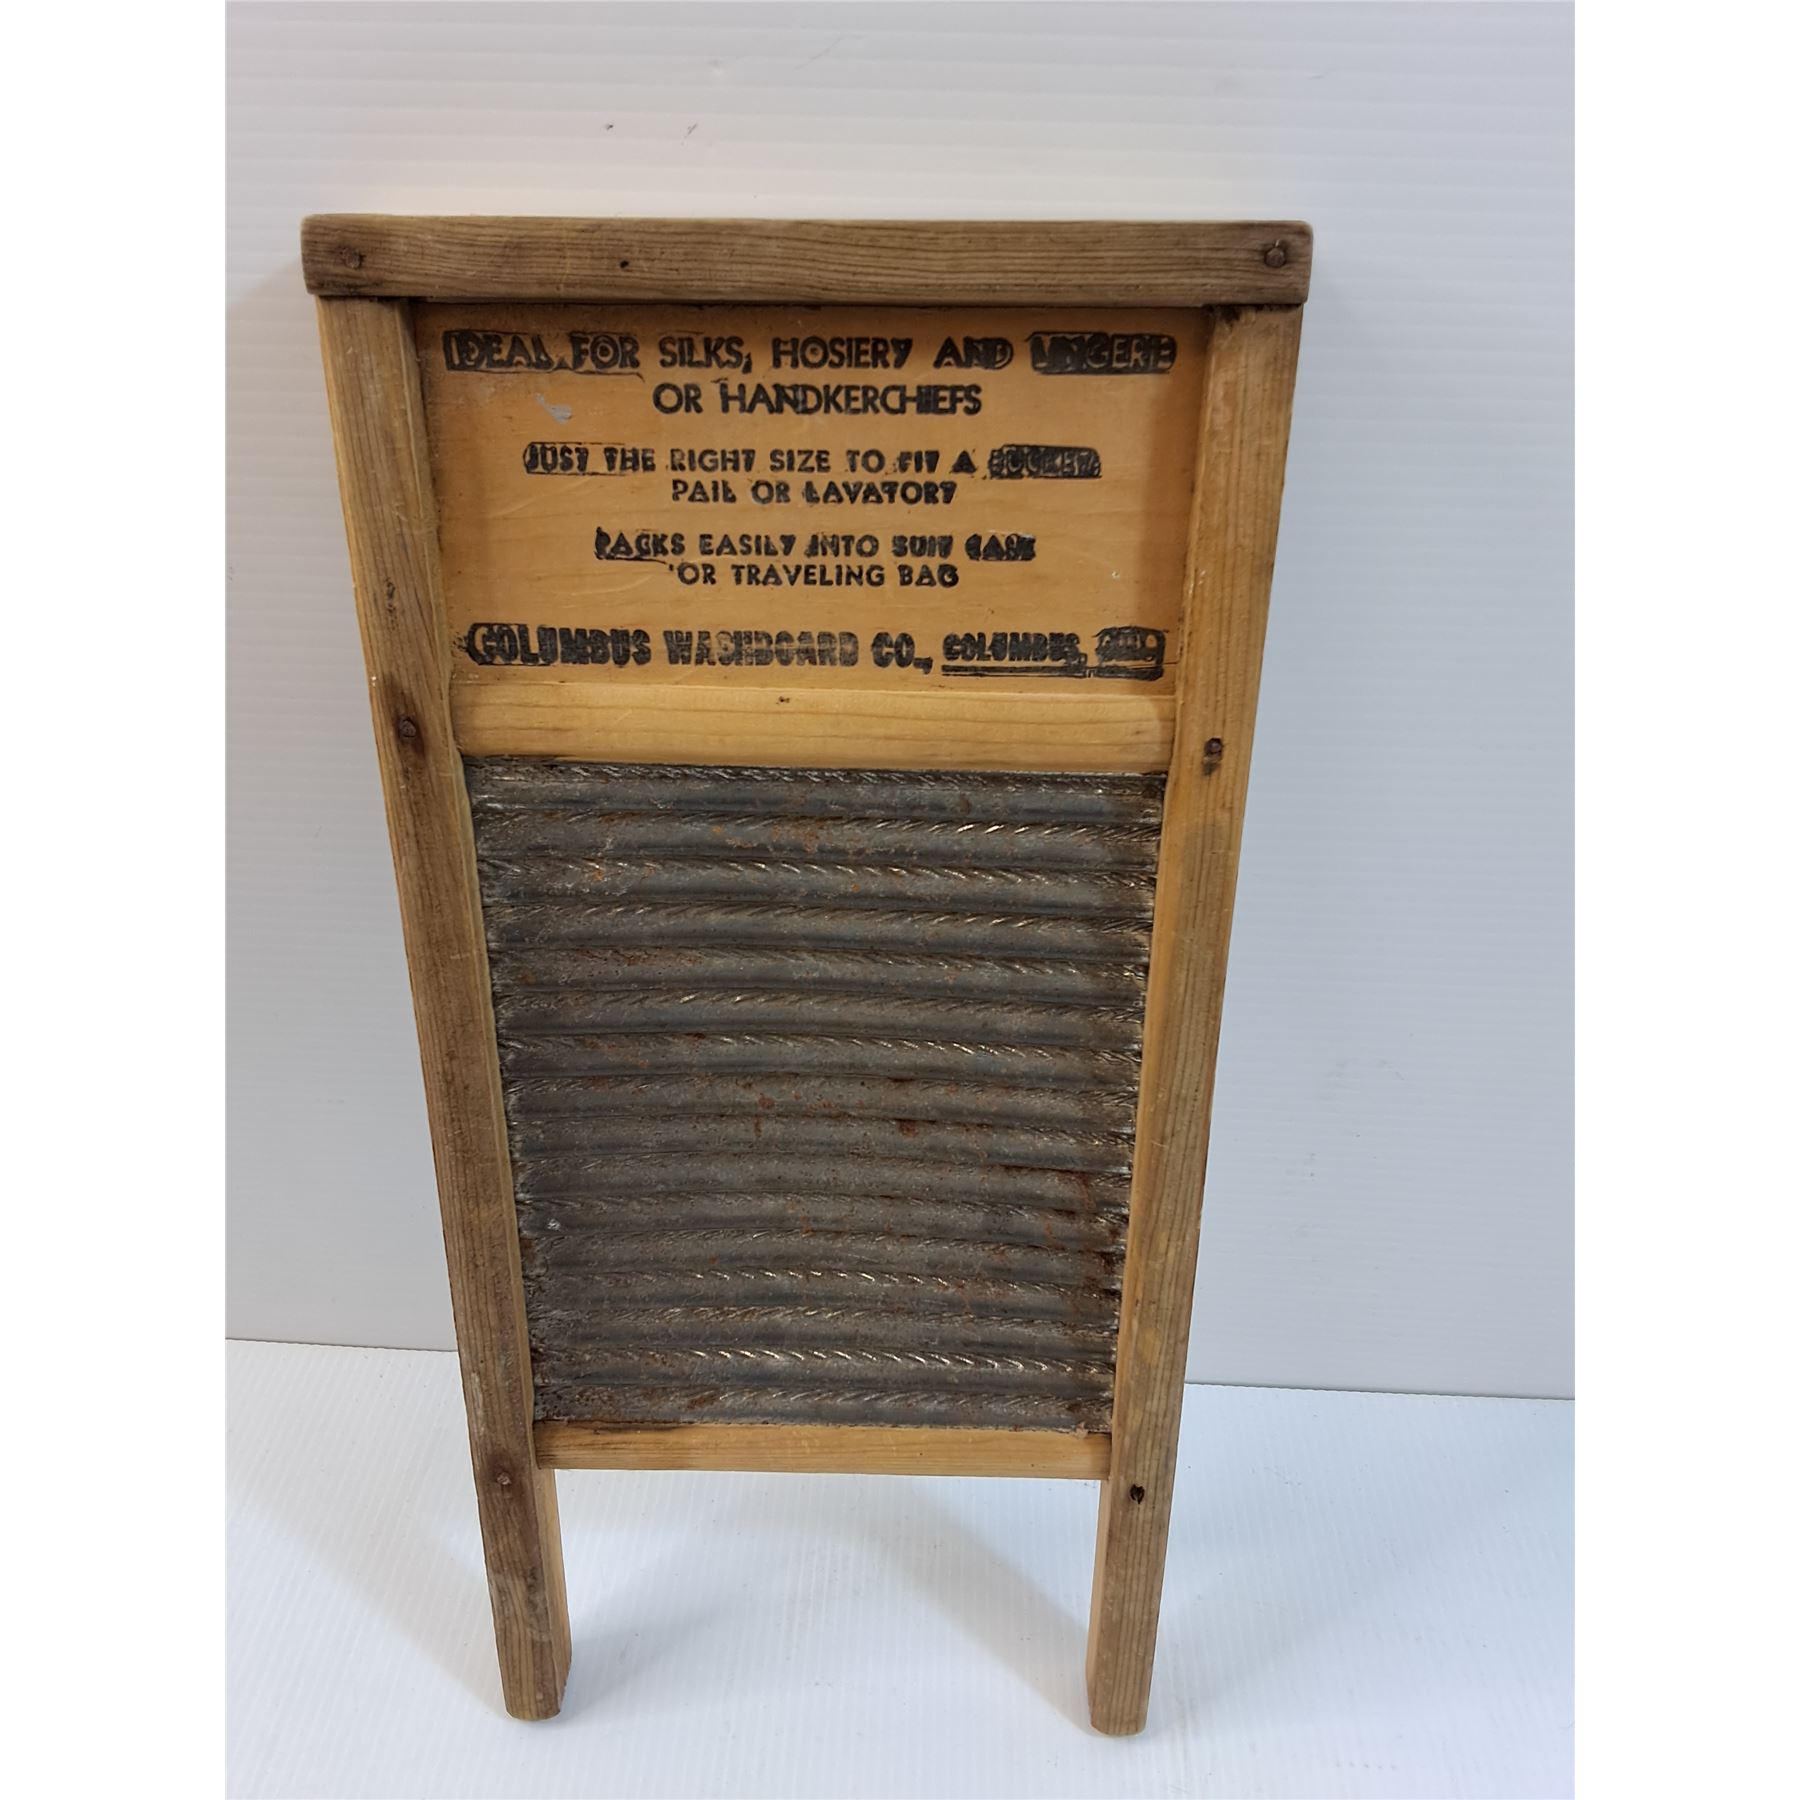 IDEAL FOR SILKS, HOSIERY AND LINGERIE
OR HANDKERCHIEFS
JUST THE RIGHT SIZE TO FIT A BUCKET,
PAIL OR LAVATORY
PACKS EASILY INTO SUIT CASE
OR TRAVELING BAG
COLUMBUS WASHBOARD CO., COLUMBUS,